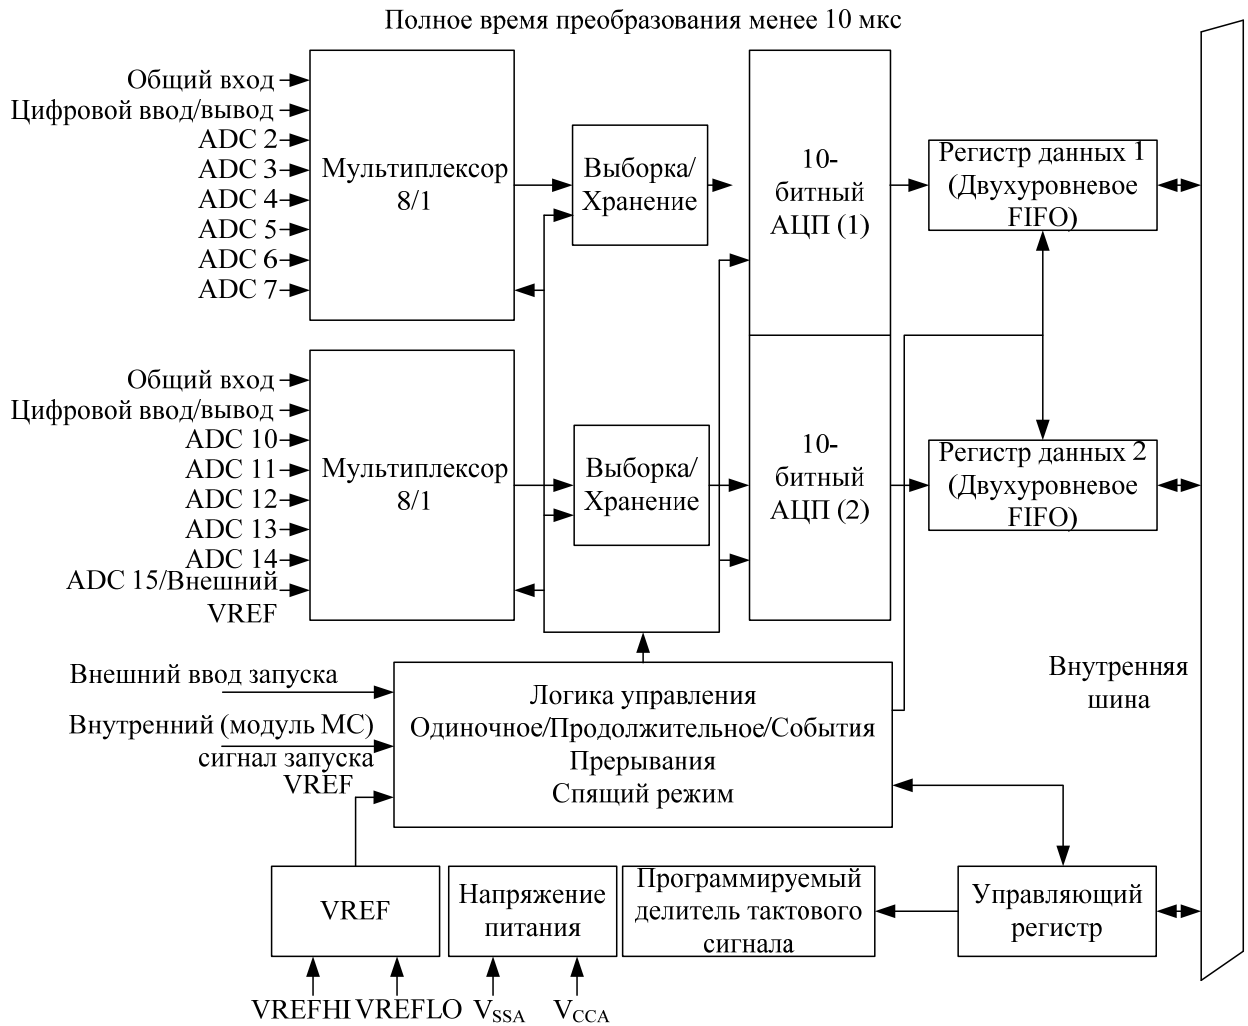 Полное время преобразования менее 10 мкс
Общий вход
Цифровой ввод/вывод
ADC 2
ADC 3
ADC 4
ADC 5
ADC 6
ADC 7
Мультиплексор
8/1
Выборка/
Хранение
10-
битный
АЦП (1)
Регистр данных 1
(Двухуровневое
FIFO)
Общий вход
Цифровой ввод/вывод
ADC 10
ADC 11
ADC 12
ADC 13
ADC 14
ADC 15/Внешний
VREF
Мультиплексор
8/1
Выборка/
Хранение
10-
битный
АЦП (2)
Регистр данных 2
(Двухуровневое
FIFO)
Внутренняя
шина
Внешний ввод запуска
Внутренний (модуль МС)
сигнал запуска
VREF
Логика управления
Одиночное/Продолжительное/События
Прерывания
Спящий режим
VREF
Напряжение
питания
Программируемый
делитель тактового
сигнала
Управляющий
регистр
VREFHI
VREFLO
VSSA
VCCA